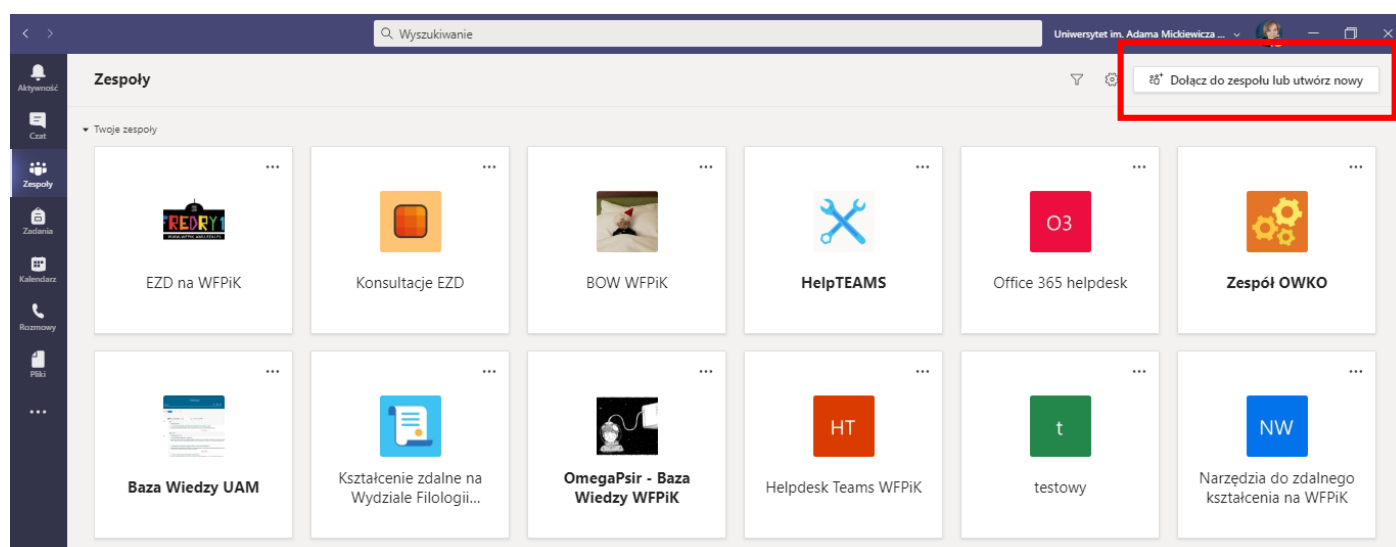 Wyszukiwanie
Uniwersytet im. Adama Mickiewicza ...
Aktywność
Zespoły
Dołącz do zespołu lub utwórz nowy
Czat
Twoje zespoły
Zespoły
Zadania
Kalendarz
Rozmowy
Pliki
...
FREDRY1
O3
EZD na WFPiK
Konsultacje EZD
BOW WFPiK
HelpTEAMS
Office 365 helpdesk
Zespół OWKO
HT
t
NW
Baza Wiedzy UAM
Kształcenie zdalne na
Wydziale Filologii...
OmegaPsir - Baza
Wiedzy WFPiK
Helpdesk Teams WFPiK
testowy
Narzędzia do zdalnego
kształcenia na WFPiK